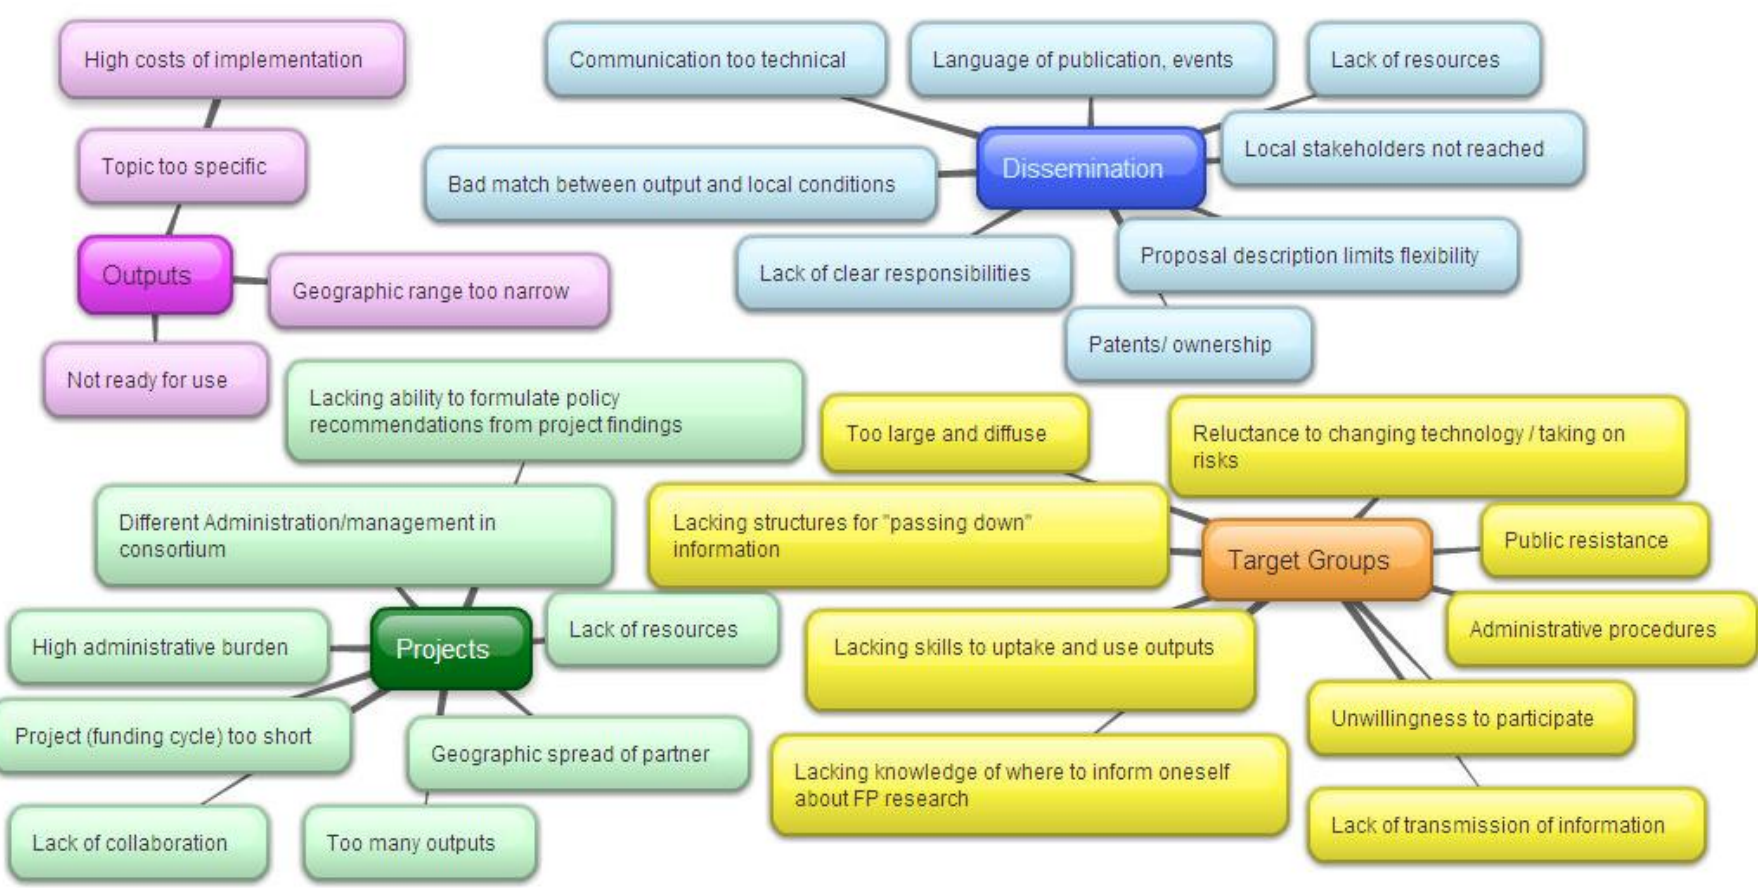 High costs of implementation
Topic too specific
Outputs
Geographic range too narrow
Not ready for use
Communication too technical
Language of publication, events
Lack of resources
Dissemination
Local stakeholders not reached
Bad match between output and local conditions
Lack of clear responsibilities
Proposal description limits flexibility
Patents/ ownership
Lacking ability to formulate policy
recommendations from project findings
Different Administration/management in
consortium
High administrative burden
Projects
Lack of resources
Project (funding cycle) too short
Geographic spread of partner
Lack of collaboration
Too many outputs
Too large and diffuse
Reluctance to changing technology / taking on
risks
Lacking structures for "passing down"
information
Target Groups
Public resistance
Administrative procedures
Lacking skills to uptake and use outputs
Unwillingness to participate
Lacking knowledge of where to inform oneself
about FP research
Lack of transmission of information